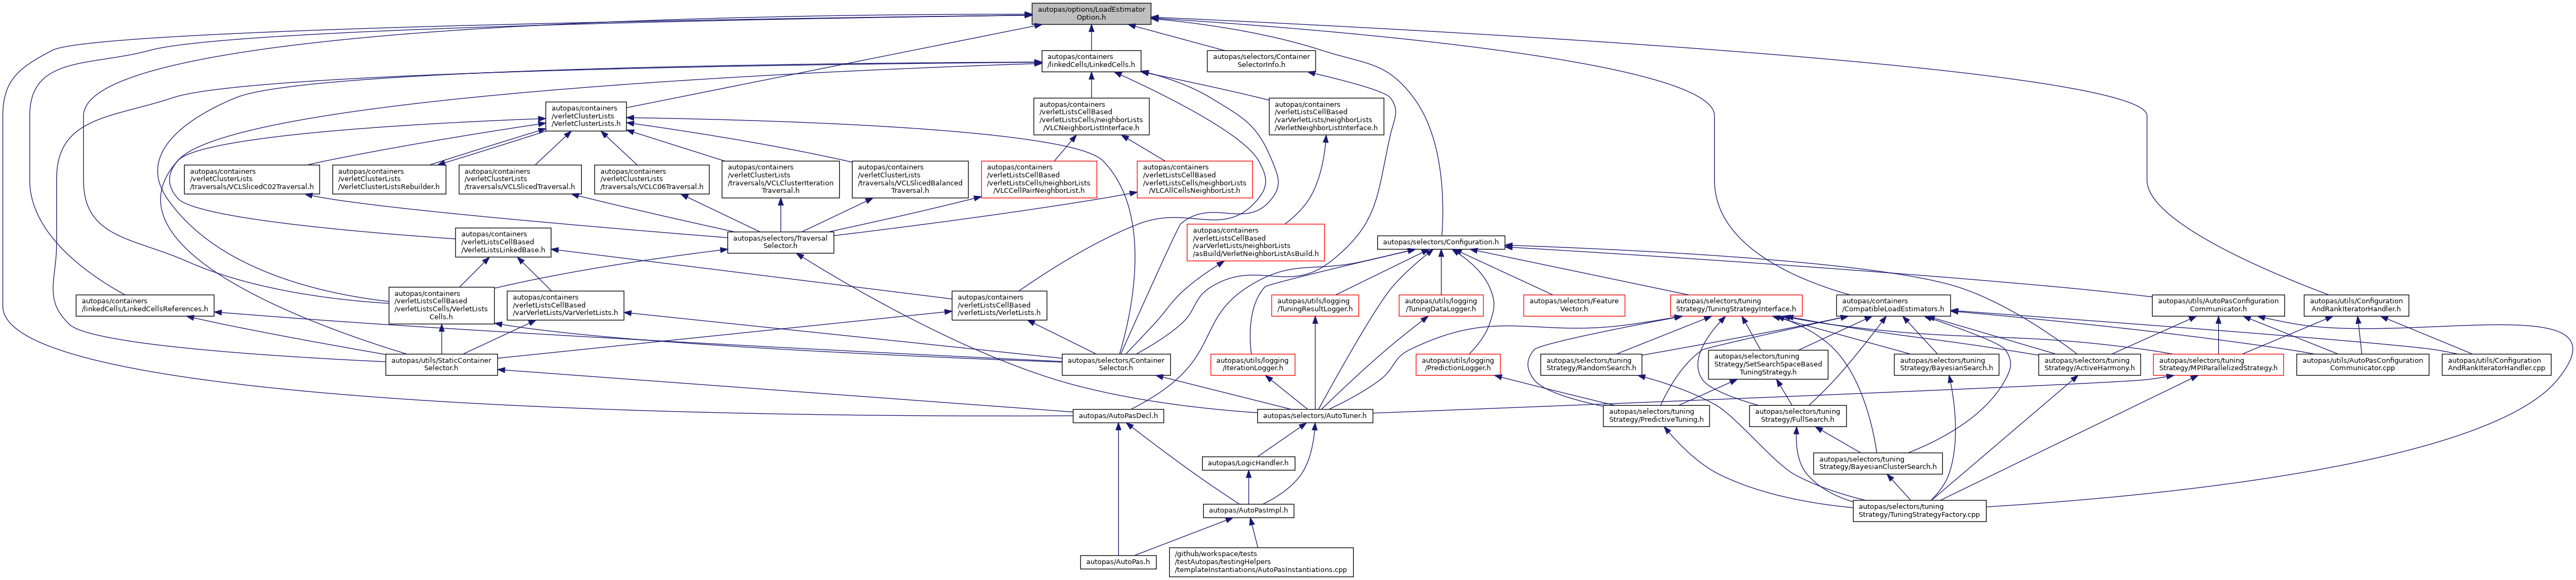 autopas/options/LoadEstimator
Option.h
autopas/containers
/linkedCells/LinkedCells.h
autopas/selectors/Container
SelectorInfo.h
autopas/containers
/verletClusterLists
/VerletClusterLists.h
autopas/containers
/verletListsCellBased
/verletListsCells/neighborLists
/VLCNeighborListInterface.h
autopas/containers
/verletListsCellBased
/varVerletLists/neighborLists
/VerletNeighborListInterface.h
autopas/containers
/verletClusterLists
/traversals/VCLSlicedC02Traversal.h
autopas/containers
/verletClusterLists
/VerletClusterListsRebuilder.h
autopas/containers
/verletClusterLists
/traversals/VCLSlicedTraversal.h
autopas/containers
/verletClusterLists
/traversals/VCLC06Traversal.h
autopas/containers
/verletClusterLists
/traversals/VCLClusterIteration
Traversal.h
autopas/containers
/verletClusterLists
/traversals/VCLSlicedBalanced
Traversal.h
autopas/containers
/verletListsCellBased
/verletListsCells/neighborLists
/VLCCellPairNeighborList.h
autopas/containers
/verletListsCellBased
/verletListsCells/neighborLists
/VLCAllCellsNeighborList.h
autopas/containers
/verletListsCellBased
/VerletListsLinkedBase.h
autopas/selectors/Traversal
Selector.h
autopas/containers
/verletListsCellBased
/varVerletLists/neighborLists
/asBuild/VerletNeighborListAsBuild.h
autopas/selectors/Configuration.h
autopas/containers
/linkedCells/LinkedCellsReferences.h
autopas/containers
/verletListsCellBased
/verletListsCells/VerletLists
Cells.h
autopas/containers
/verletListsCellBased
/varVerletLists/VarVerletLists.h
autopas/containers
/verletListsCellBased
/verletLists/VerletLists.h
autopas/utils/logging
/TuningResultLogger.h
autopas/utils/logging
/TuningDataLogger.h
autopas/selectors/Feature
Vector.h
autopas/selectors/tuning
Strategy/TuningStrategyInterface.h
autopas/containers
/CompatibleLoadEstimators.h
autopas/utils/AutoPasConfiguration
Communicator.h
autopas/utils/Configuration
AndRankIteratorHandler.h
autopas/utils/StaticContainer
Selector.h
autopas/selectors/Container
Selector.h
autopas/utils/logging
/IterationLogger.h
autopas/utils/logging
/PredictionLogger.h
autopas/selectors/tuning
Strategy/RandomSearch.h
autopas/selectors/tuning
Strategy/SetSearchSpaceBased
TuningStrategy.h
autopas/selectors/tuning
Strategy/BayesianSearch.h
autopas/selectors/tuning
Strategy/ActiveHarmony.h
autopas/selectors/tuning
Strategy/MPIParallelizedStrategy.h
autopas/utils/AutoPasConfiguration
Communicator.cpp
autopas/utils/Configuration
AndRankIteratorHandler.cpp
autopas/AutoPasDecl.h
autopas/selectors/AutoTuner.h
autopas/selectors/tuning
Strategy/PredictiveTuning.h
autopas/selectors/tuning
Strategy/FullSearch.h
autopas/LogicHandler.h
autopas/selectors/tuning
Strategy/BayesianClusterSearch.h
autopas/AutoPasImpl.h
autopas/selectors/tuning
Strategy/TuningStrategyFactory.cpp
autopas/AutoPas.h
/github/workspace/tests
/testAutopas/testingHelpers
/templateInstantiations/AutoPasInstantiations.cpp